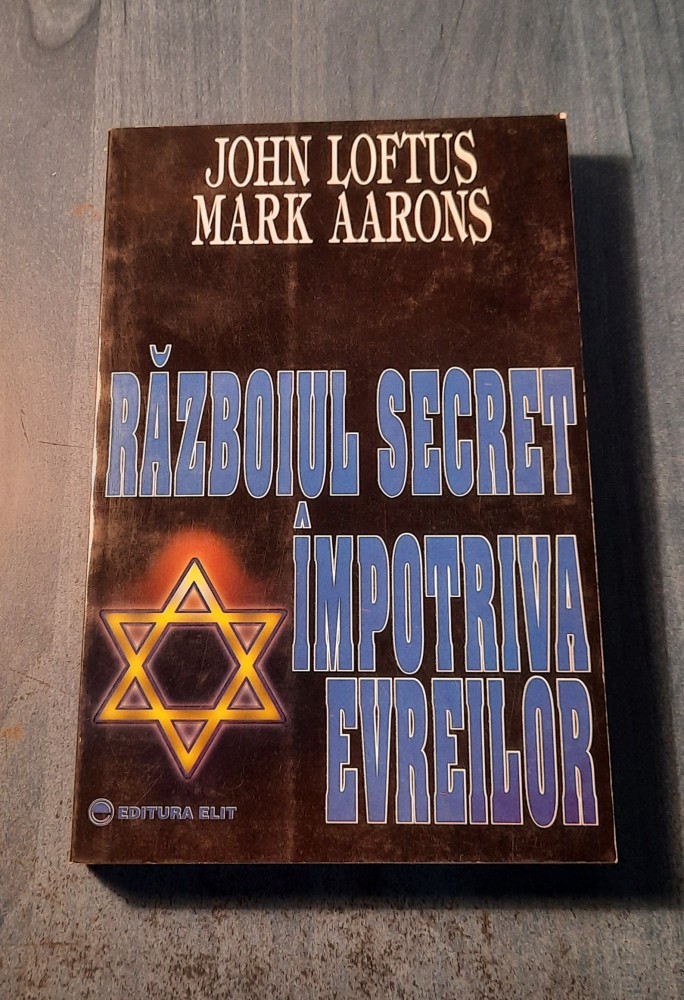 JOHN LOFTUS
MARK AARONS
RĂZBOIUL SECRET
ÎMPOTRIVA
EVREILOR
EDITURA ELIT